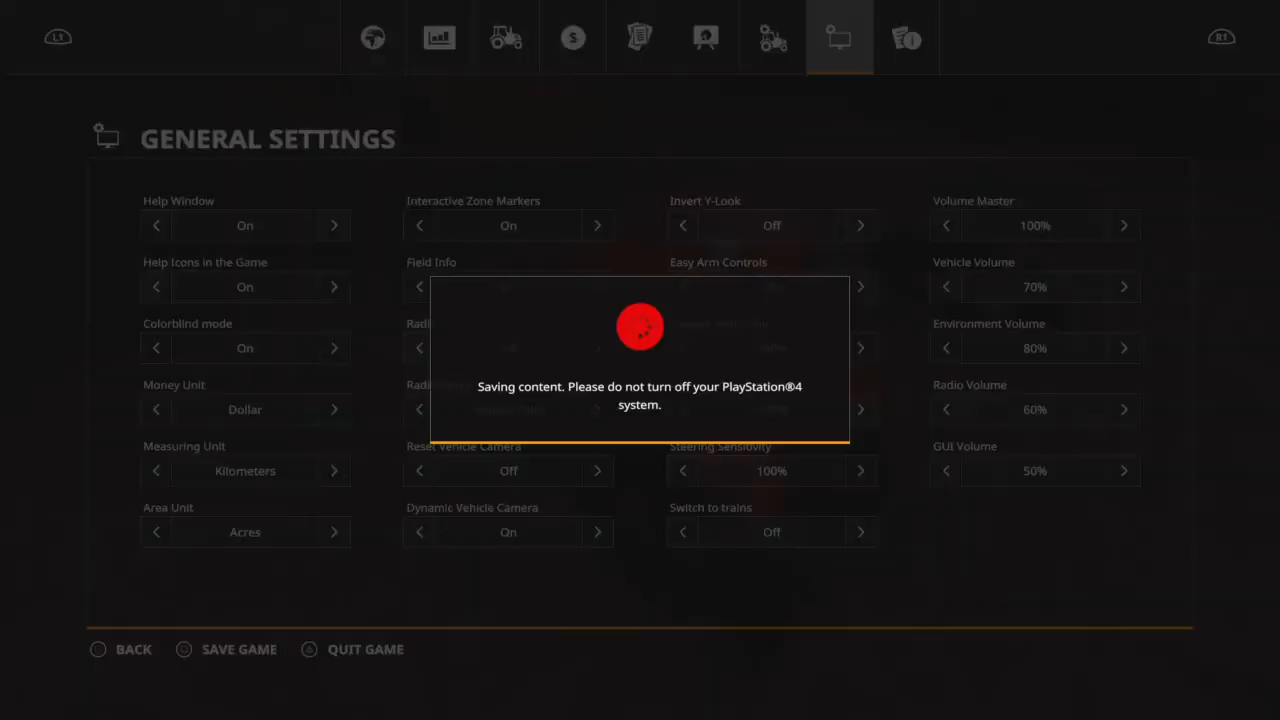 L1
R1
GENERAL SETTINGS
Help Window
Interactive Zone Markers
Invert Y-Look
Volume Master
On
On
Off
100%
Help Icons in the Game
Field Info
Easy Arm Controls
Vehicle Volume
On
70%
Colorblind mode
Environment Volume
On
80%
Saving content. Please do not turn off your PlayStation®4
system.
Money Unit
Radio Volume
Dollar
60%
Measuring Unit
Reset Vehicle Camera
Steering Sensitivity
GUI Volume
Kilometers
Off
100%
50%
Area Unit
Dynamic Vehicle Camera
Switch to trains
Acres
On
Off
BACK
SAVE GAME
QUIT GAME